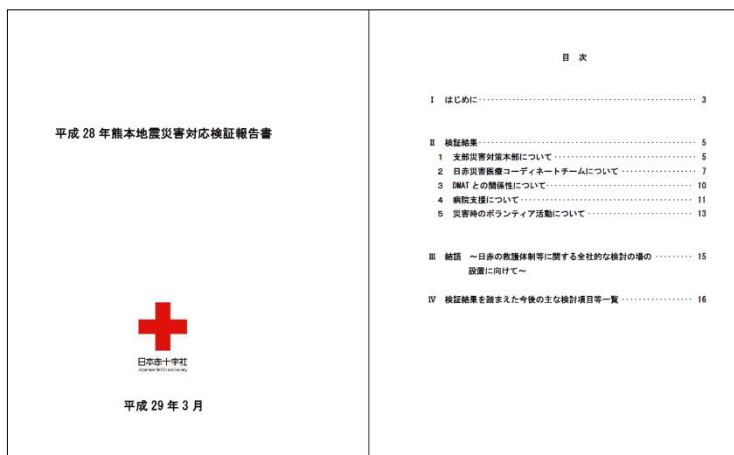 平成 28 年熊本地震災害対応検証報告書
日本赤十字社
Japanese Red Cross Society
平成 29 年 3 月
目 次
Ⅰ はじめに・・・・・・・・・・・・・・・・・・・・・・・・・・ 3
Ⅱ 検証結果・・・・・・・・・・・・・・・・・・・・・・・・・・ 5
1 支部災害対策本部について・・・・・・・・・・・・・・・・・・ 5
2 日赤災害医療コーディネートチームについて・・・・・・・・・・ 7
3 DMAT との関係性について・・・・・・・・・・・・・・・・・・・ 10
4 病院支援について・・・・・・・・・・・・・・・・・・・・・・ 11
5 災害時のボランティア活動について・・・・・・・・・・・・・・ 13
Ⅲ 結語 ～日赤の救護体制等に関する全社的な検討の場の ・・・・・ 15
設置に向けて～
Ⅳ 検証結果を踏まえた今後の主な検討項目等一覧 ・・・・・・・・・ 16